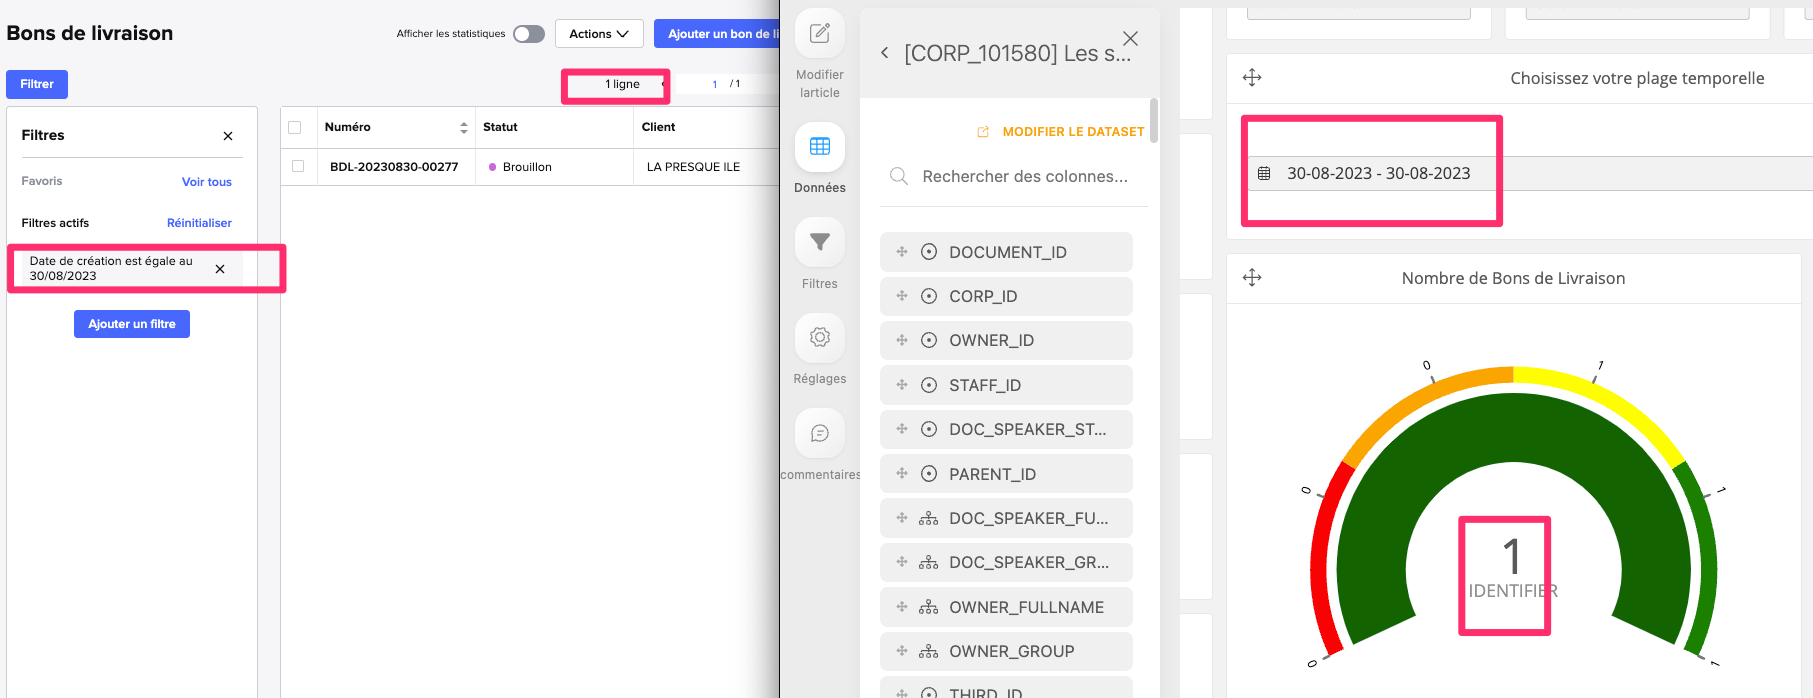 Bons de livraison
Afficher les statistiques
Actions
Ajouter un bon de li
Filtrer
1 ligne
1 / 1
Filtres
Favoris
Voir tous
Filtres actifs
Réinitialiser
Date de création est égale au
30/08/2023
Ajouter un filtre
Numéro
Statut
Client
BDL-20230830-00277
Brouillon
LA PRESQUE ILE
Modifier
larticle
Données
Filtres
Réglages
commentaires
[CORP_101580] Les s...
MODIFIER LE DATASET
Rechercher des colonnes...
DOCUMENT_ID
CORP_ID
OWNER_ID
STAFF_ID
DOC_SPEAKER_ST...
PARENT_ID
DOC_SPEAKER_FU...
DOC_SPEAKER_GR...
OWNER_FULLNAME
OWNER_GROUP
THIRD_ID
Choisissez votre plage temporelle
30-08-2023 - 30-08-2023
Nombre de Bons de Livraison
0
0
0
1
1
1
1
IDENTIFIER